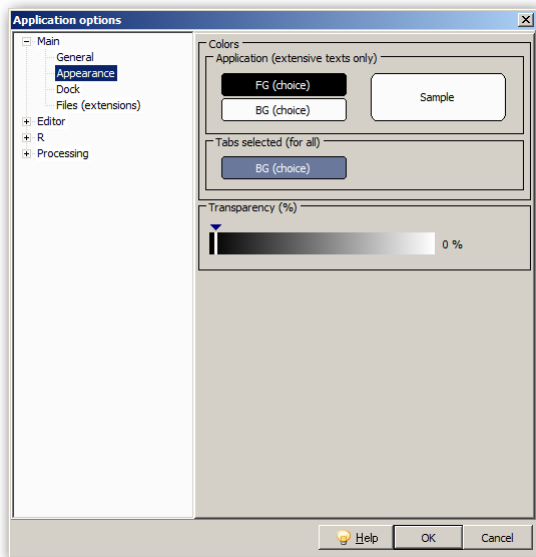 Application options
Main
General
Appearance
Dock
Files (extensions)
Editor
R
Processing
Colors
Application (extensive texts only)
FG (choice)
BG (choice)
Sample
Tabs selected (for all)
BG (choice)
Transparency (%)
0 %
Help
OK
Cancel